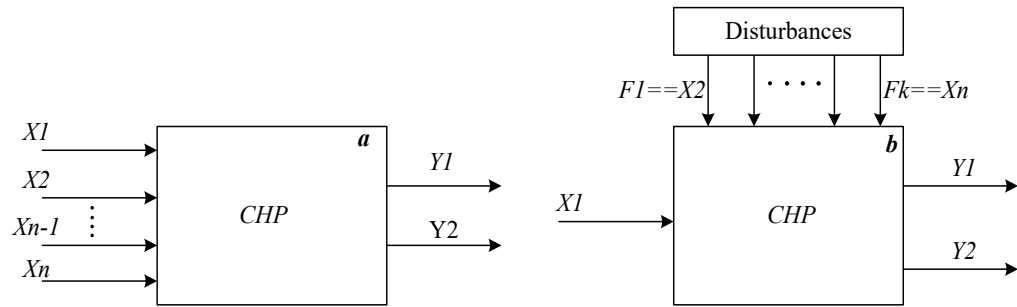 a
X1
X2
Xn-1
Xn
CHP
Y1
Y2
Disturbances
F1==X2
Fk==Xn
b
X1
CHP
Y1
Y2